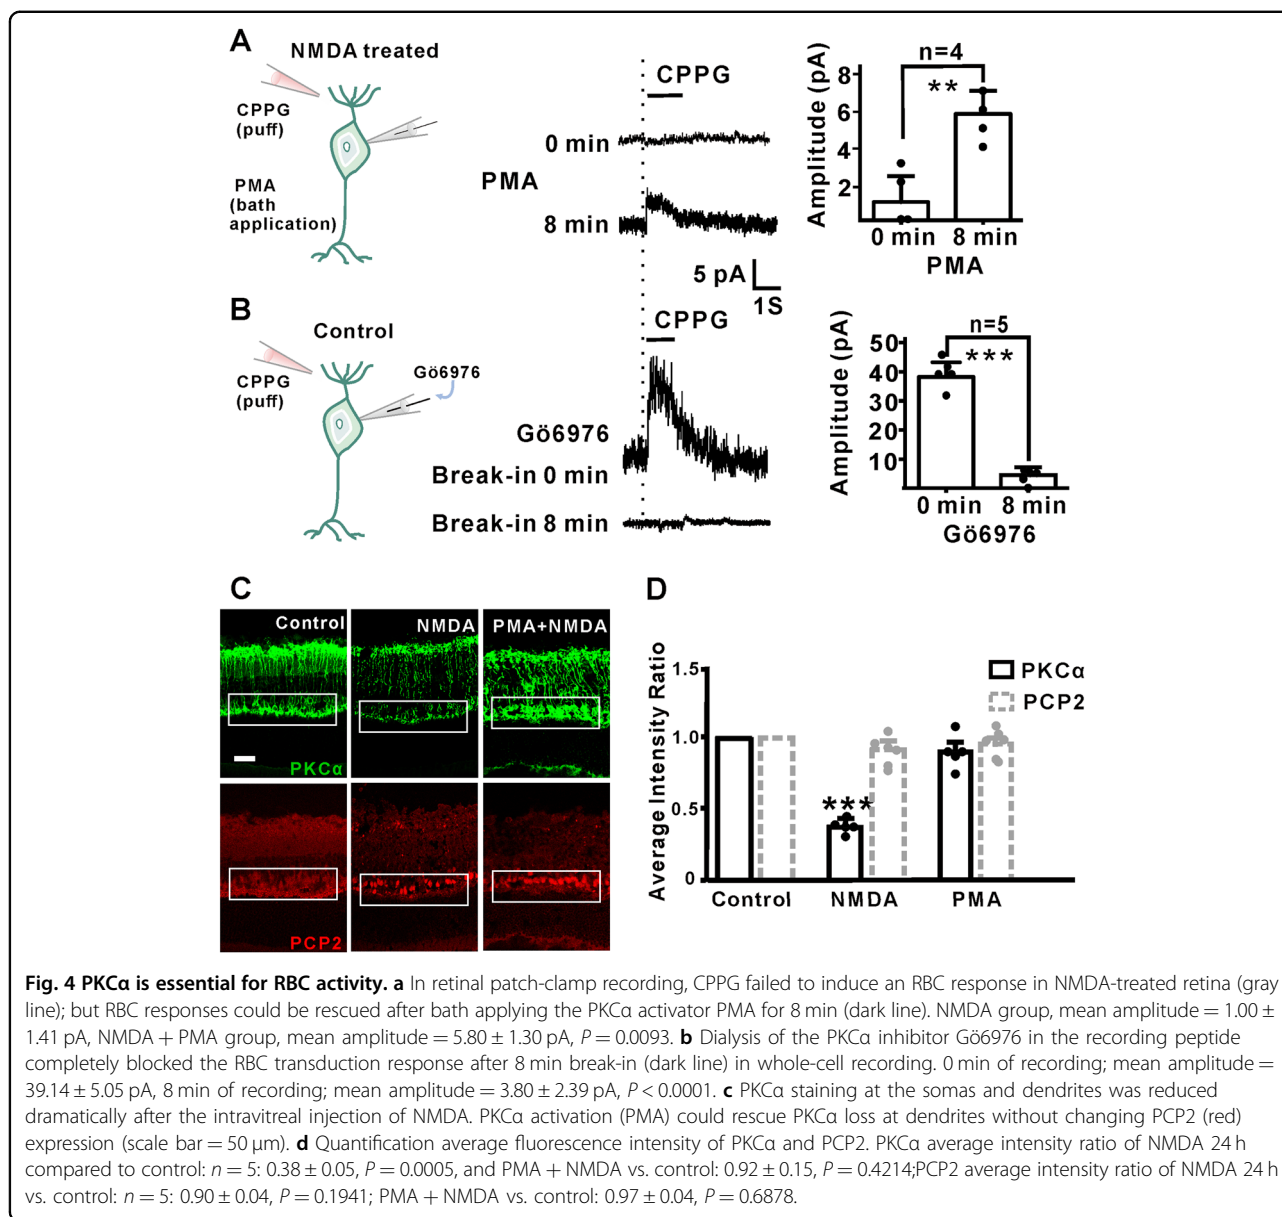 A
NMDA treated
CPPG
(puff)
PMA
(bath
application)
CPPG
0 min
PMA
8 min
5 pA
1S
n=4
**
Amplitude (pA)
8
6
4
2
0 min 8 min
PMA
B
Control
CPPG
(puff)
Gö6976
CPPG
Gö6976
Break-in 0 min
Break-in 8 min
n=5
***
Amplitude (pA)
50
40
30
20
10
0 min 8 min
Gö6976
C
Control
NMDA
PMA+NMDA
PKCα
PCP2
D
PKCα
PCP2
Average Intensity Ratio
1.5
1.0
0.5
0
***
Control NMDA PMA
Fig. 4 PKCα is essential for RBC activity. a In retinal patch-clamp recording, CPPG failed to induce an RBC response in NMDA-treated retina (gray
line); but RBC responses could be rescued after bath applying the PKCα activator PMA for 8 min (dark line). NMDA group, mean amplitude = 1.00 ±
1.41 pA, NMDA + PMA group, mean amplitude = 5.80 ± 1.30 pA, P = 0.0093. b Dialysis of the PKCα inhibitor Gö6976 in the recording peptide
completely blocked the RBC transduction response after 8 min break-in (dark line) in whole-cell recording. 0 min of recording; mean amplitude =
39.14 ± 5.05 pA, 8 min of recording; mean amplitude = 3.80 ± 2.39 pA, P < 0.0001. c PKCα staining at the somas and dendrites was reduced
dramatically after the intravitreal injection of NMDA. PKCα activation (PMA) could rescue PKCα loss at dendrites without changing PCP2 (red)
expression (scale bar = 50 μm). d Quantification average fluorescence intensity of PKCα and PCP2. PKCα average intensity ratio of NMDA 24 h
compared to control: n = 5: 0.38 ± 0.05, P = 0.0005, and PMA + NMDA vs. control: 0.92 ± 0.15, P = 0.4214;PCP2 average intensity ratio of NMDA 24 h
vs. control: n = 5: 0.90 ± 0.04, P = 0.1941; PMA + NMDA vs. control: 0.97 ± 0.04, P = 0.6878.